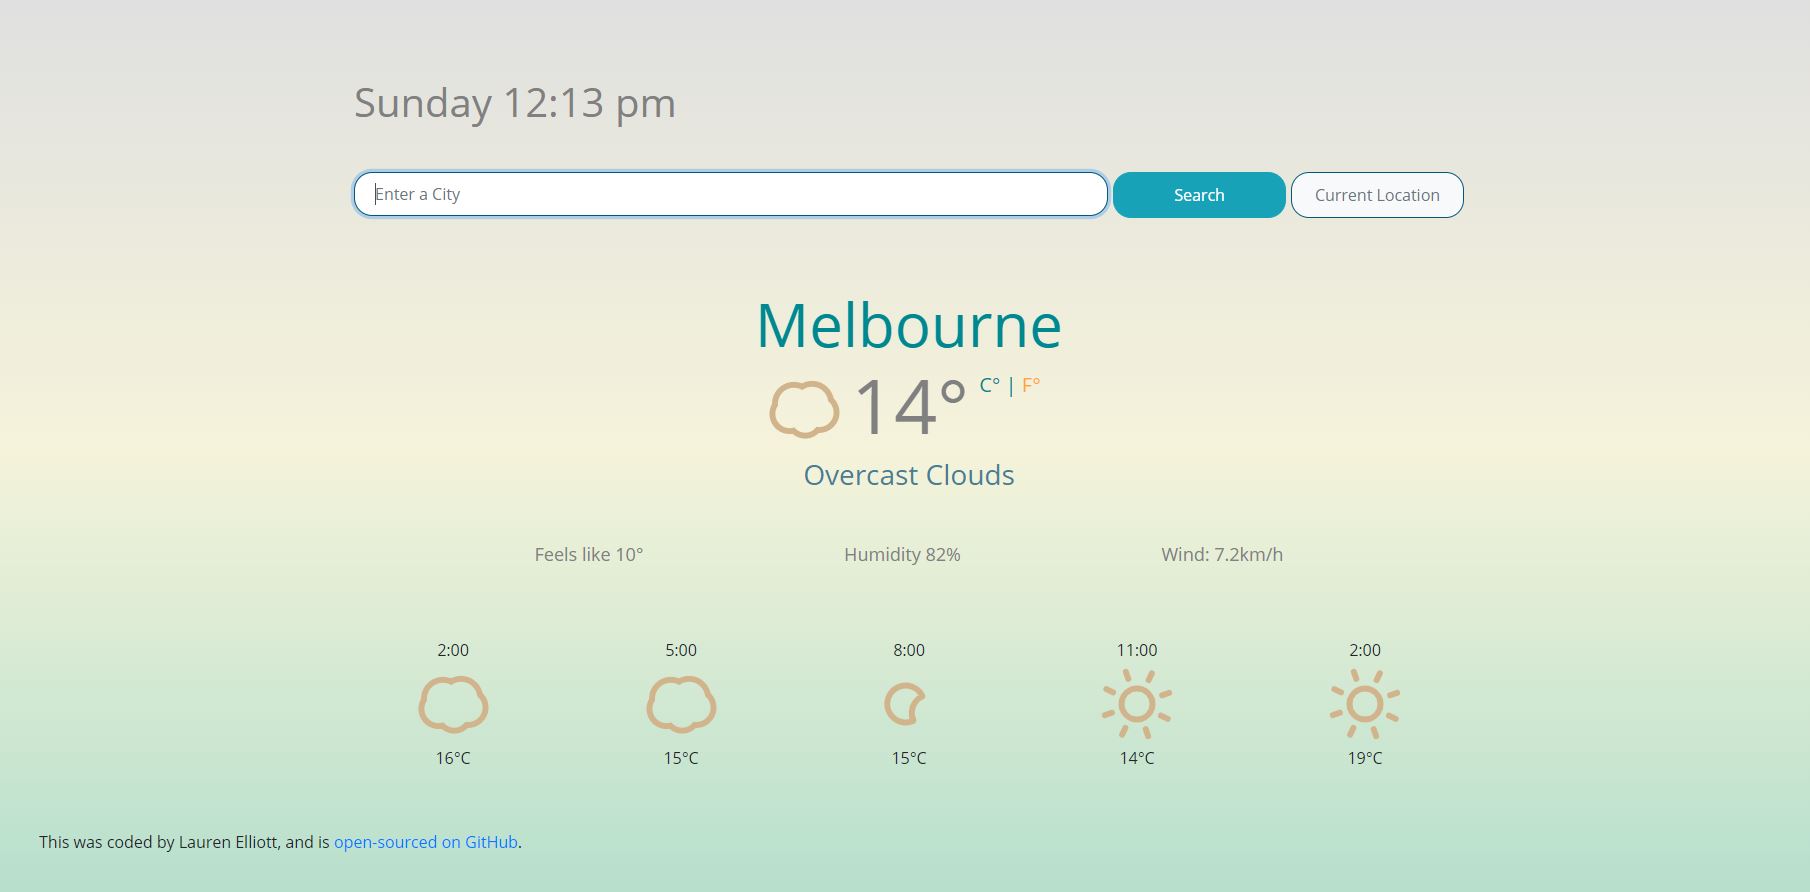 Sunday 12:13 pm
Enter a City Search Current Location
Melbourne
14° C° | F°
Overcast Clouds
Feels like 10° Humidity 82% Wind: 7.2km/h
2:00 5:00 8:00 11:00 2:00
16°C 15°C 15°C 14°C 19°C
This was coded by Lauren Elliott, and is open-sourced on GitHub.